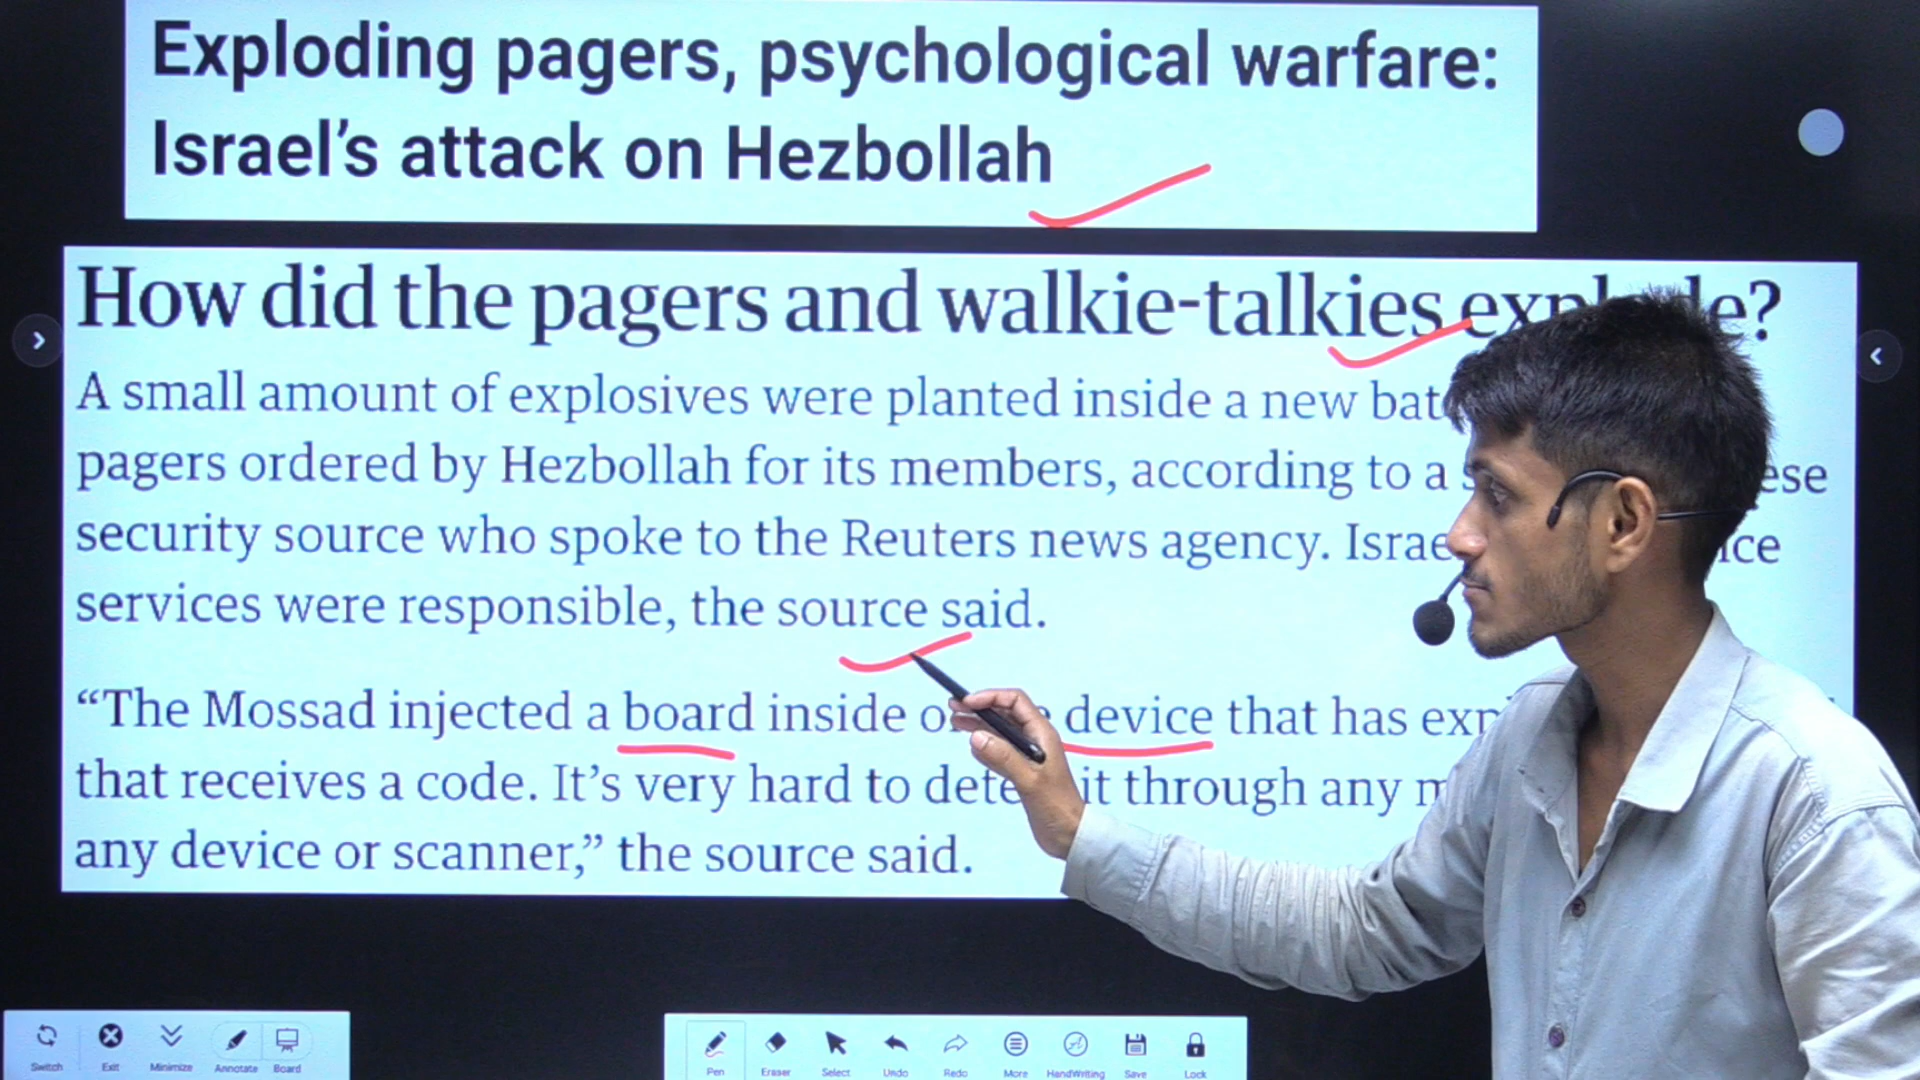 Exploding pagers, psychological warfare:
Israel's attack on Hezbollah
How did the pagers and walkie-talkies
A small amount of explosives were planted inside a new
pagers ordered by Hezbollah for its members, according to a
security source who spoke to the Reuters news agency.
services were responsible, the source said.
“The Mossad injected a board inside device that has
that receives a code. It's very hard to it through any
any device or scanner,” the source said.
Switch Exit Minimize Annotate Board
Pen Eraser Select Undo Redo More HandWriting Save Lock